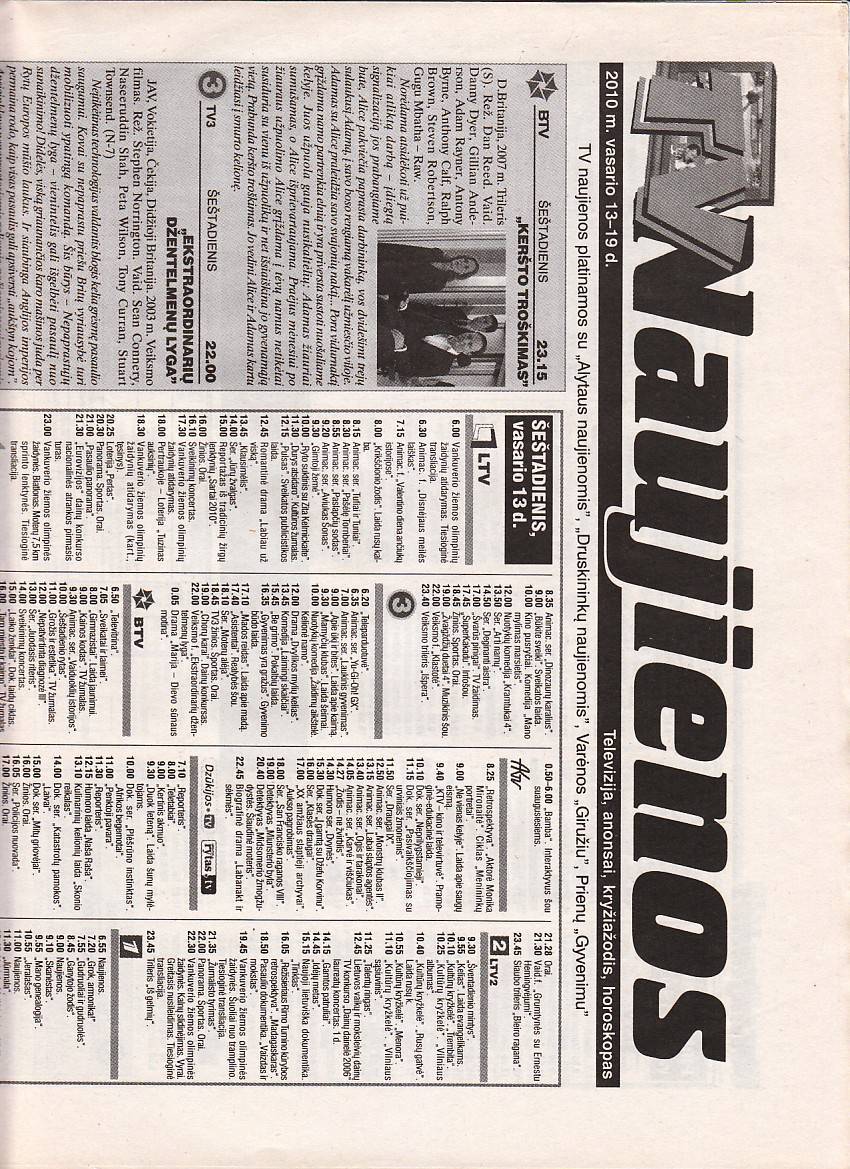 TV Naujienos
2010 m. vasario 13–19 d.
Televizija, anonsai, kryžiažodis, horoskopas
TV naujienos platinamos su „Alytaus naujienomis”, „Druskininkų naujienomis”, Varėnos „Giružiu”, Prienų „Gyvenimu”
BTV ŠEŠTADIENIS 23.15
„KERŠTO TROŠKIMAS”
D.Britanija, 2007 m. Trileris
(S). Rež. Dan Reed. Vaid.
Danny Dyer, Gillian Ande-
rson, Adam Rayner, Antony
Byrne, Anthony Calf, Ralph
Brown, Steven Robertson,
Gugu Mbatha – Raw.
Norėdama atsidėkoti už pui-
kiai atliktą darbą – įdiegtą
signalizaciją jos prabangiame
bute, Alice pakviečia paprasta darbininką, vos dvidešimt trejų
sulaukusį Adamą, į savo boso rengiamą vakarėlį užmiesčio viloje.
Adamas su Alice praleidžia savo svajonių naktį... Pora vidurnaktį
grįždama namo partrenkia elnią ir yra priversta sustoti nuošaliame
kelyje. Juos užpuola gauja nusikaltėlių: Adamas žiauriai
sumušamas, o Alice išprievartaujama. Praėjus mėnesiui po
žiauraus užpuolimo Alice grįždama į tėvų namus netikėtai
susiduria su vienu iš užpuolikų ir net išsiaiškina jo gyvenamąją
vietą. Prabunda keršto troškimas. Jo vedini Alice ir Adamas kartu
leidžiasi į smurto kelionę.
3 TV3 ŠEŠTADIENIS 22.00
„EKSTRAORDINARIŲ
DŽENTELMENŲ LYGA”
JAV, Vokietija, Čekija, Didžioji Britanija. 2003 m. Veiksmo
filmas. Rež. Stephen Norrington. Vaid. Sean Connery,
Naseeruddin Shah, Peta Wilson, Tony Curran, Stuart
Townsend. (N-7)
Neįtikėtinas technologijas valdantis blogis kelia grėsmę pasaulio
saugumui. Kovai su nepaprastu priešu Britų vyriausybė turi
mobilizuoti ypatingą komandą. Šis būrys – Nepaprastųjų
džentelmenų lyga – vienintelis gali išgelbėti pasaulį nuo
sunaikinimo! Didelės, viską griaunančios karo mašinos juda per
Rytų Europos mūšio laukus. Ir siaubinga Anglijos imperijos
permaina rodo, kaip visas pasaulis gali apsiversti „aukštyn kojom”.
ŠEŠTADIENIS,
vasario 13 d.
LTV
6.00 Vankuverio žiemos olimpinių
žaidynių atidarymas. Tiesioginė
transliacija.
6.30 Animac. f. „Disnėjaus meilės
laiškas”.
7.15 Animac. f. „Valentino diena ančiukų
istorijose”.
8.00 „Krikščionio žodis”. Laida rusų kal-
ba.
8.15 Animac. ser. „Tufiai ir Tuniai”.
8.30 Animac. ser. „Pašėlę Tornberiai”.
8.55 Animac. ser. „Paslapčių sodas”.
9.20 Animac. ser. „Aviukas Šonas”.
9.30 „Gimtoji žemė”.
10.00 „Ryto suktinis su Zita Kelmickaite”.
11.30 „Durys atsidaro”. Kultūros žurnalas.
12.15 „Pulsas”. Sveikatos publicistikos
laida.
12.45 Romantinė drama „Labiau už
viską”.
13.45 „Klausimėlis”.
14.00 Ser. „Jūrų žvalgas”.
15.00 Reportažas iš tradicinių žirgų
lenktynių „Sartai 2010”.
16.00 Žinios. Orai.
16.10 Sveikinimų koncertas.
17.30 Vankuverio žiemos olimpinių
žaidynių atidarymas.
18.00 Pertraukoje – Loterija „Tuzinas
auksinių”.
18.30 Vankuverio žiemos olimpinių
žaidynių atidarymas (kart.,
tęsinys).
20.25 Loterija „Perlas”.
20.30 Panorama. Sportas. Orai.
21.00 „Pasaulio panorama”.
21.30 „Eurovizijos” dainų konkurso
nacionalinės atrankos pirmasis
turas.
23.00 Vankuverio žiemos olimpinės
žaidynės. Biatlonas. Moterų 7,5 km
sprinto lenktynės. Tiesioginė
transliacija.
8.35 Animac. ser. „Dinozaurų karalius”.
9.00 „Būkite sveiki”. Sveikatos laida.
10.00 Kino pusryčiai. Komedija „Mano
mylimas marsietis”.
12.00 Nuotykių komedija „Kramtukai 4”.
13.50 Ser. „Arti namų”.
14.50 Ser. „Deginanti aistra”.
17.00 „Švarūs pinigai”. TV žaidimas.
17.45 „SuperKakadu”. Infošou.
18.45 Žinios. Sportas. Orai.
19.00 „Žvaigždžių duetai 4”. Muzikinis šou.
22.00 Veiksmo f. „Klastotė”.
23.40 Veiksmo trileris „Išpera”.
3
6.20 „Teleparduotuvė”.
6.35 Animac. ser. „Yu-Gi-Oh! GX”.
7.00 Animac. ser. „Laukinis gyvenimas”.
9.00 „Apie ūkį ir bites”. Laida apie kaimą.
9.30 „Mamyčių klubas”. Laida šeimai.
10.00 Nuotykių komedija „Žaidimų aikštelė.
Kelionė namo”.
12.00 Drama „Dvylikos mylių kelias”.
13.45 Komedija „Laimingi skaičiai”.
15.45 „Be grimo”. Pokalbių laida.
16.35 „Gyvenimas yra gražus”. Gyvenimo
būdo laida.
17.10 „Mados reidas”. Laida apie madą.
17.40 „Asistentai”. Realybės šou.
18.10 Ser. „Moterų alėja”.
18.45 TV3 žinios. Sportas. Orai.
19.00 „Chorų karai”. Dainų konkursas.
22.00 Veiksmo f. „Ekstraordinarių džen-
telmenų lyga”.
0.05 Drama „Marija – Dievo sūnaus
motina”.
BTV
6.50 „Televitrina”.
7.05 „Sveikatai ir laimei”.
8.00 „Gimnazistai”. Laida jaunimui.
9.00 „Kainos kodas”. TV žurnalas.
9.30 Animac. ser. „Vaiduoklių istorijos”.
10.00 „Šeštadienio rytas”.
11.00 „Grožis ir estetika”. TV žurnalas.
12.00 „Nepatvirtinta diagnozė III”.
13.00 Ser. „Juodasis riteris”.
14.00 Sveikinimų koncertas.
15.00 „Laiko ženklai”. Dok. laidų ciklas.
16.00 „Tarp miesto ir kaimo”. TV žurnalas.
0.50–6.00 „Bamba”. Interaktyvus šou
suaugusiesiems.
8.25 „Retrospektyva”. „Aktorė Monika
Mironaitė”. Ciklas „Menininkų
portretai”.
9.00 „Ne vienas kelyje”. Laida apie saugų
eismą.
9.40 „KTV – kino ir televirtuvė”. Pramo-
ginė-edukacinė laida.
10.10 Dok. ser. „Neprilygstamieji”.
11.15 Dok. ser. „Pasivaikščiojimas su
urviniais žmonėmis”.
11.50 Ser. „Draugai IX”.
12.50 Animac. ser. „Monstrų klubas II”.
13.15 Animac. ser. „Labai slaptos agentės”.
13.40 Animac. ser. „Ogis ir tarakonai”.
14.05 Animac. ser. „Karvė ir viščiukas”.
14.27 „Žodis – ne žvirblis”.
14.30 Humoro ser. „Dvynės”.
15.30 Dok. ser. „Į gamtą su Džefu Korvinu”.
16.00 Ser. „Klasės draugai”.
17.00 „XX amžiaus slaptieji archyvai”.
„Aukso pagrobimas”.
18.00 Ser. „San Francisko raganos VIII”.
19.00 Detektyvas „Miunsterio byla”.
20.40 Detektyvas „Midsomerio žmogžu-
dystės. Šiaudinė moteris”.
22.45 Biografinė drama „Labanakt ir
sėkmės”.
Dzūkijos TV rytas.tv
7.10 „Reporteris”.
8.00 „Teletabiai”.
9.00 „Kertinis akmuo”.
9.30 „Duok leteną”. Laida šunų mylė-
tojams.
10.00 Dok. ser. „Plėšrūno instinktas”.
„Afrikos begemotai”.
11.00 „Penktoji pavara”.
11.30 „Reporteris”.
12.15 Humoro laida „Naša Raša”.
13.10 Kulinarinių kelionių laida „Skonio
reikalas”.
14.00 Dok. ser. „Katastrofų pamokos”.
„Laivai”.
15.00 Dok. ser. „Mitų griovėjai”.
16.00 Žinios. Orai.
16.05 Ser. „Policijos nuovada”.
17.00 Žinios. Orai.
21.28 Orai.
21.30 Vaid.f. „Grumtynės su Ernestu
Hemingvėjumi”.
23.45 Siaubo trileris „Bleiro ragana”.
2 LTV2
9.30 „Šventadienio mintys”.
9.55 „Kelias”. Laida evangelikams.
10.10 „Kultūrų kryžkelė”. „Trembita”.
10.25 „Kultūrų kryžkelė”. „Vilniaus
albumas”.
10.40 „Kultūrų kryžkelė”. „Rusų gatvė”.
Laida rusų k.
10.55 „Kultūrų kryžkelė”. „Menora”.
11.10 „Kultūrų kryžkelė”. „Vilniaus
sąsiuvinis”.
11.25 „Talentų ringas”.
12.45 Lietuvos vaikų ir moksleivių dainų
TV konkurso „Dainų dainelė 2006”
laureatų koncertas. 1 d.
14.15 „Gamtos patruliai”.
14.45 „Idėjų metas”.
15.15 Naujoji lietuviška dokumentika.
„Tinklas”.
16.05 „Režisieriaus Rimo Tumino kūrybos
retrospektyva”. „Madagaskaras”.
18.50 Pasaulio dokumentika. „Vaizdas ir
mokslas”.
19.45 Vankuverio žiemos olimpinės
žaidynės. Šuoliai nuo tramplino.
Tiesioginė transliacija.
21.35 „Žurnalisto tyrimas”.
22.00 Panorama. Sportas. Orai.
22.30 Vankuverio žiemos olimpinės
žaidynės. Kalnų slidinėjimas. Vyrai.
Greitasis nusileidimas. Tiesioginė
transliacija.
23.45 Trileris „Iš gelmių”.
1
6.55 Naujienos.
7.20 „Grok, armonika!”
7.55 „Gudruoliai ir gudruolės”.
8.45 „Ganytojo žodis”.
9.00 Naujienos.
9.10 „Skanėstas”.
9.55 „Mano genealogija”.
10.55 „Jeralašas”.
11.00 Naujienos.
11.30 „Jūrmala”.